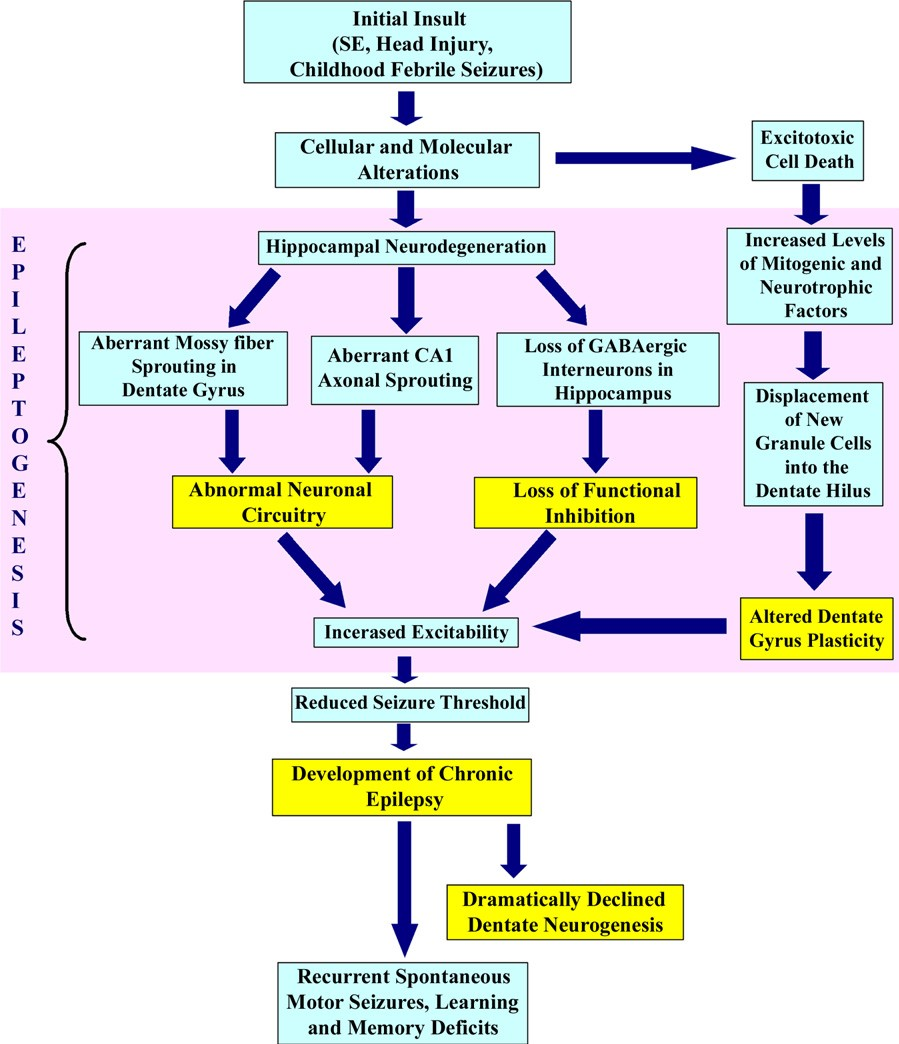 Initial Insult
(SE, Head Injury,
Childhood Febrile Seizures)
Cellular and Molecular
Alterations
Excitotoxic
Cell Death
EPILEPTOGENESIS
Hippocampal Neurodegeneration
Increased Levels
of Mitogenic and
Neurotrophic
Factors
Aberrant Mossy fiber
Sprouting in
Dentate Gyrus
Aberrant CA1
Axonal Sprouting
Loss of GABAergic
Interneurons in
Hippocampus
Displacement
of New
Granule Cells
into the
Dentate Hilus
Abnormal Neuronal
Circuitry
Loss of Functional
Inhibition
Incerased Excitability
Altered Dentate
Gyrus Plasticity
Reduced Seizure Threshold
Development of Chronic
Epilepsy
Dramatically Declined
Dentate Neurogenesis
Recurrent Spontaneous
Motor Seizures, Learning
and Memory Deficits